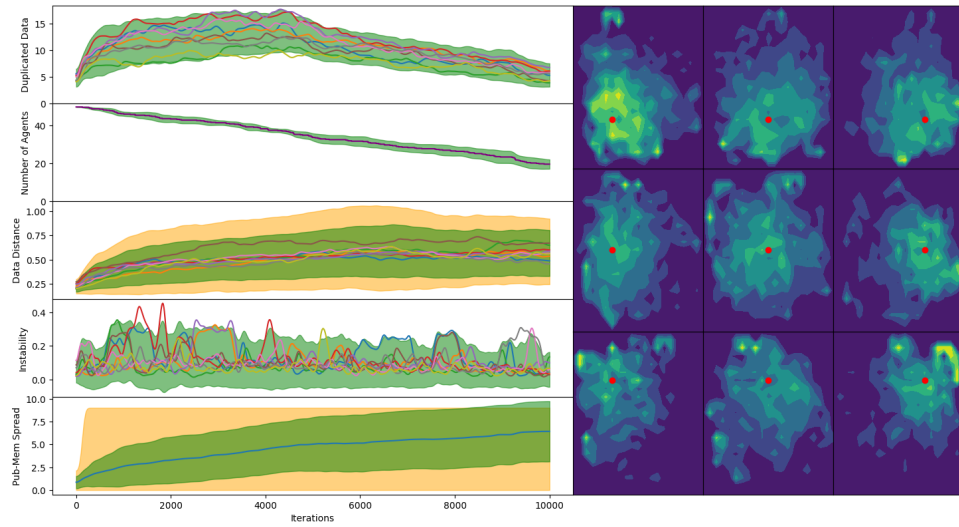 Duplicated Data
15
10
5
0
Number of Agents
40
20
0
Data Distance
1.00
0.75
0.50
0.25
Instability
0.4
0.2
0.0
Pub-Mem Spread
10.0
7.5
5.0
2.5
0.0
0 2000 4000 6000 8000 10000
Iterations